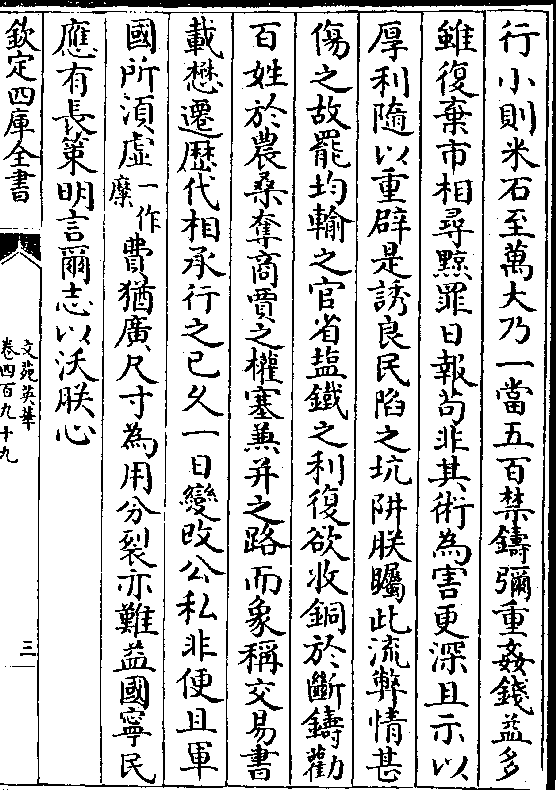 行小則米石至萬大乃一當五百禁鑄彌重姦錢益多
雖復棄市相尋黥罪日報茍非其術為害更深且示以
厚利隨以重辟是誘良民陷之坑阱朕矚此流弊情甚
傷之故罷均輸之官省塩鐵之利復欲收銅於斷鑄勸
百姓於農桑奪商賈之權塞兼并之路而象稱交易書
載懋遷歴代相承行之已久一日變改公私非便且軍
國所須虛一作糜費猶廣尺寸為用分裂亦難益國寧民
應有長策明言爾志以沃朕心
欽定四庫全書
文苑英華
卷四百九十九
三